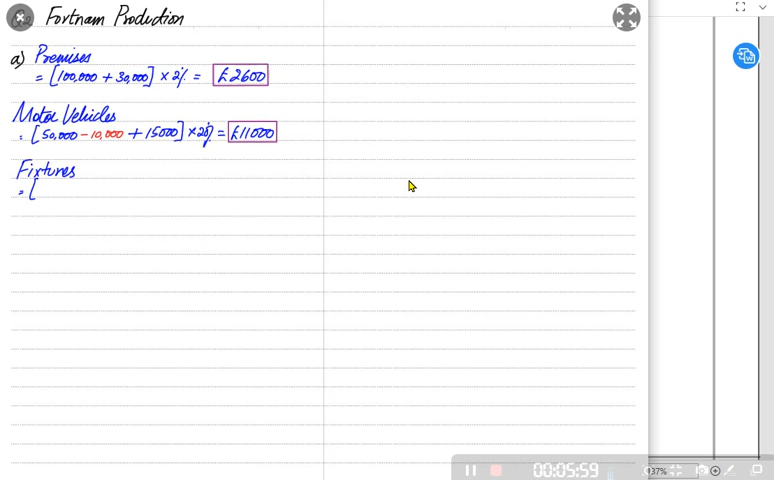 Fortnam Production
a) Premises
= [100,000 + 30,000] × 2% = £2600
Motor Vehicles
= [50,000 - 10,000 + 15000] × 20% = £11000
Fixtures
= [
00:05:59
37%